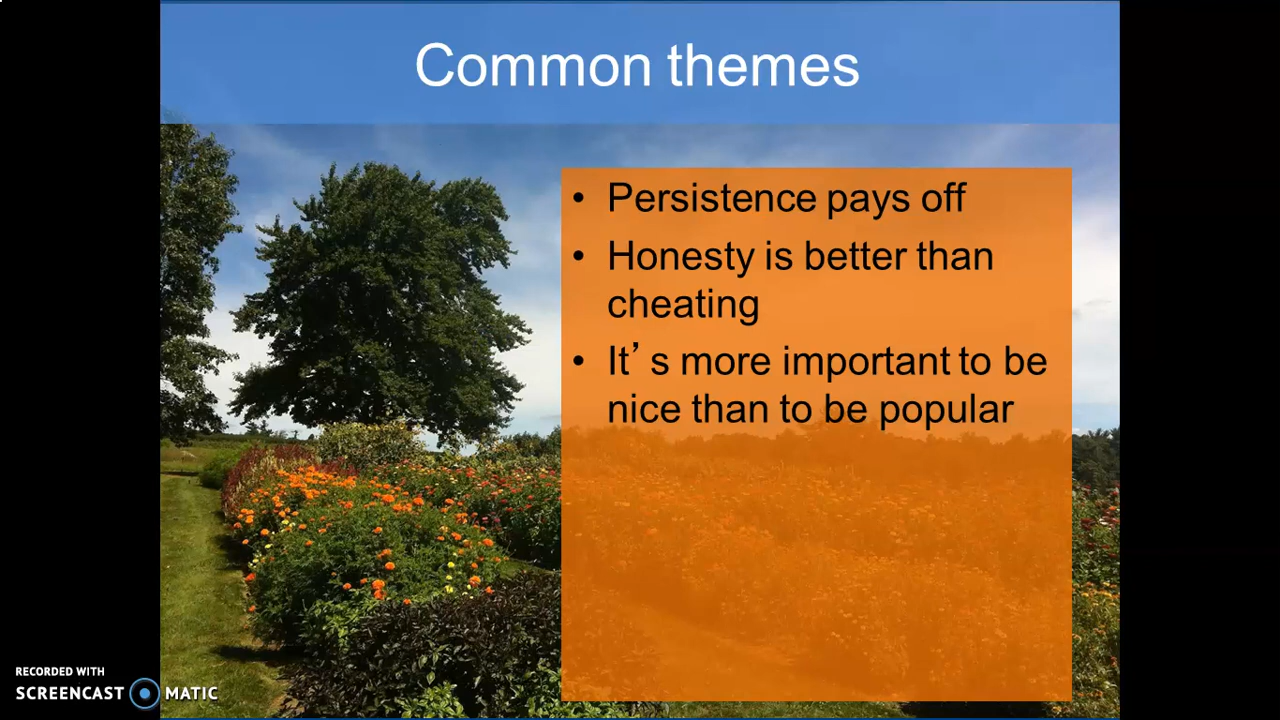 Common themes
• Persistence pays off
• Honesty is better than
cheating
• It’s more important to be
nice than to be popular
RECORDED WITH
SCREENCAST MATIC